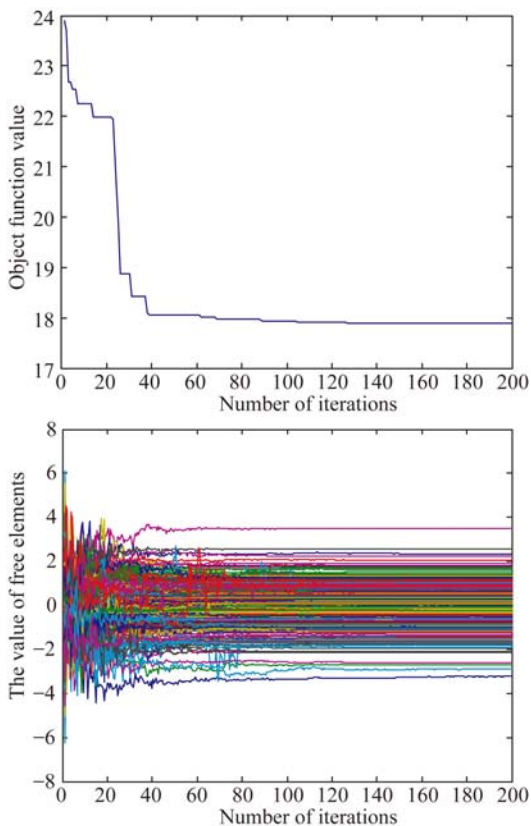 24
23
22
21
20
19
18
17
Object function value
0 20 40 60 80 100 120 140 160 180 200
Number of iterations
8
6
4
2
0
−2
−4
−6
−8
The value of free elements
0 20 40 60 80 100 120 140 160 180 200
Number of iterations